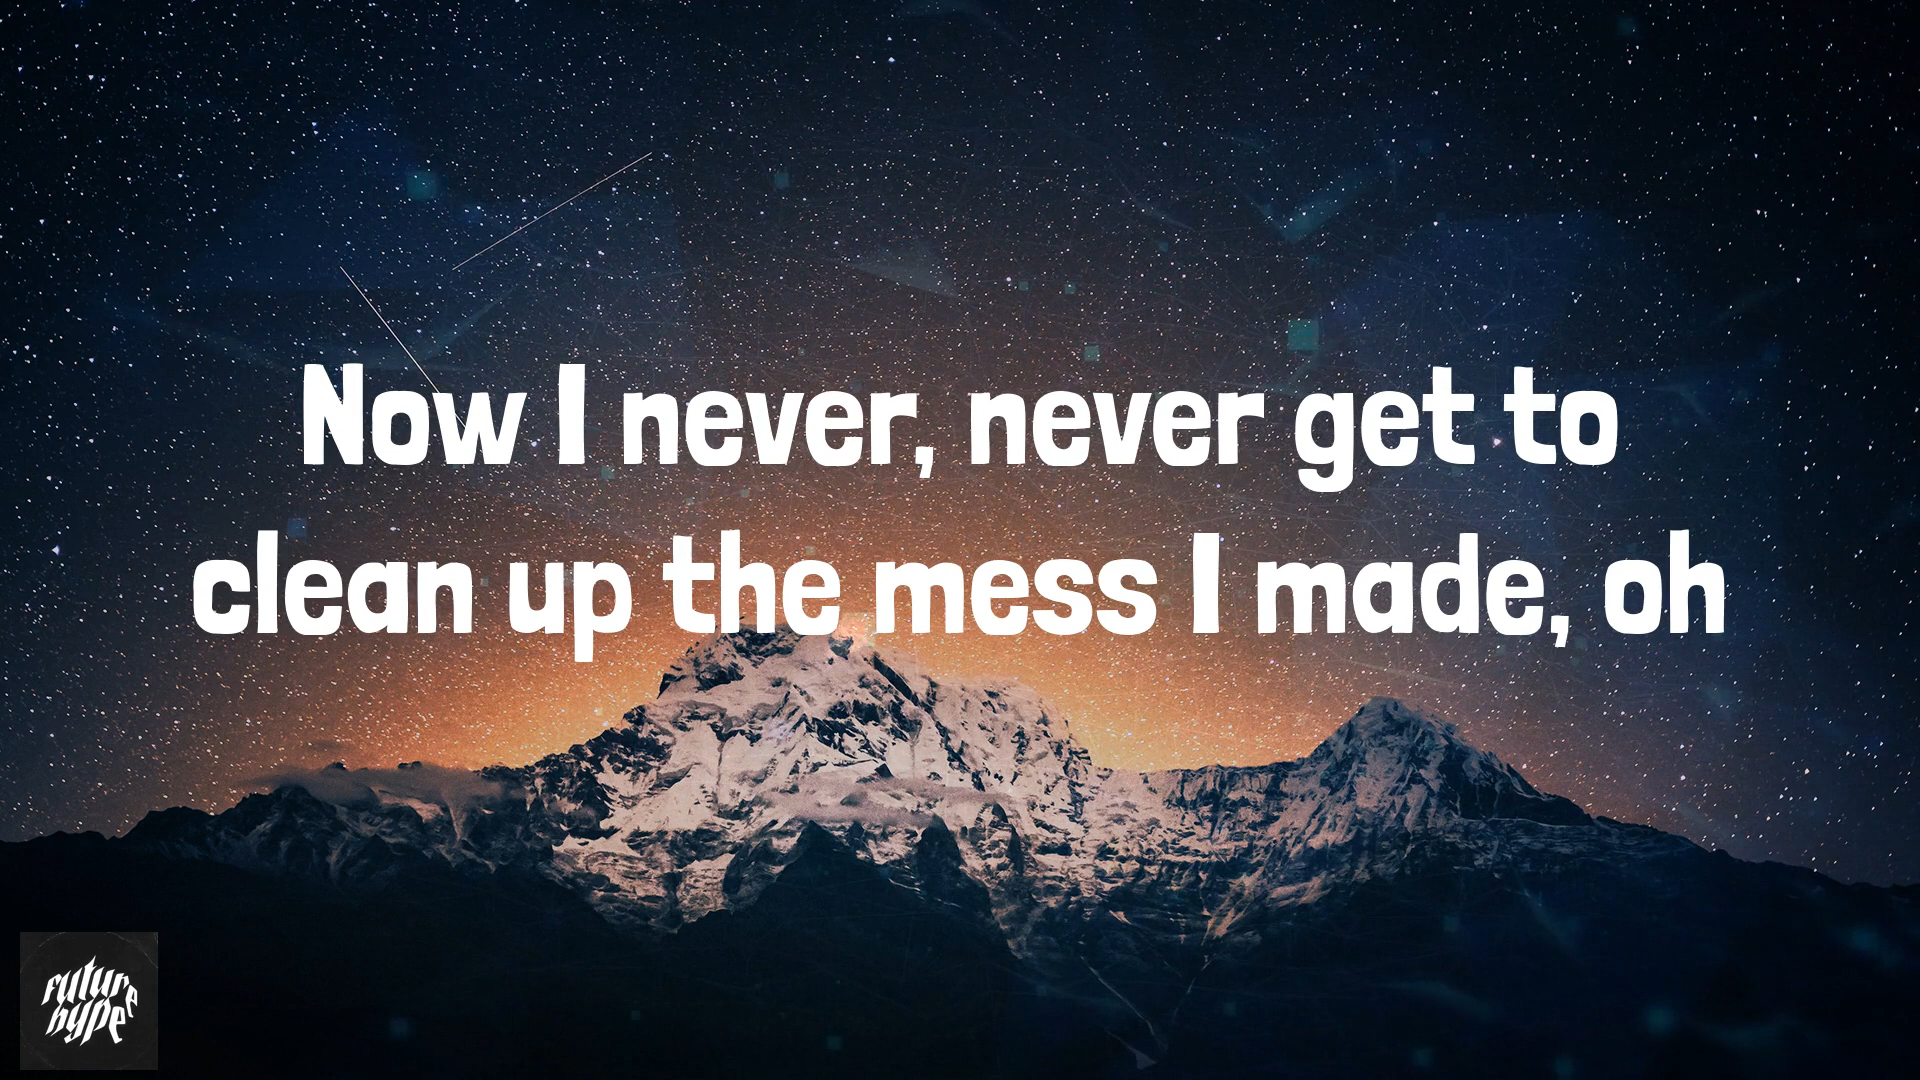 Now I never, never get to
clean up the mess I made, oh
future
hype